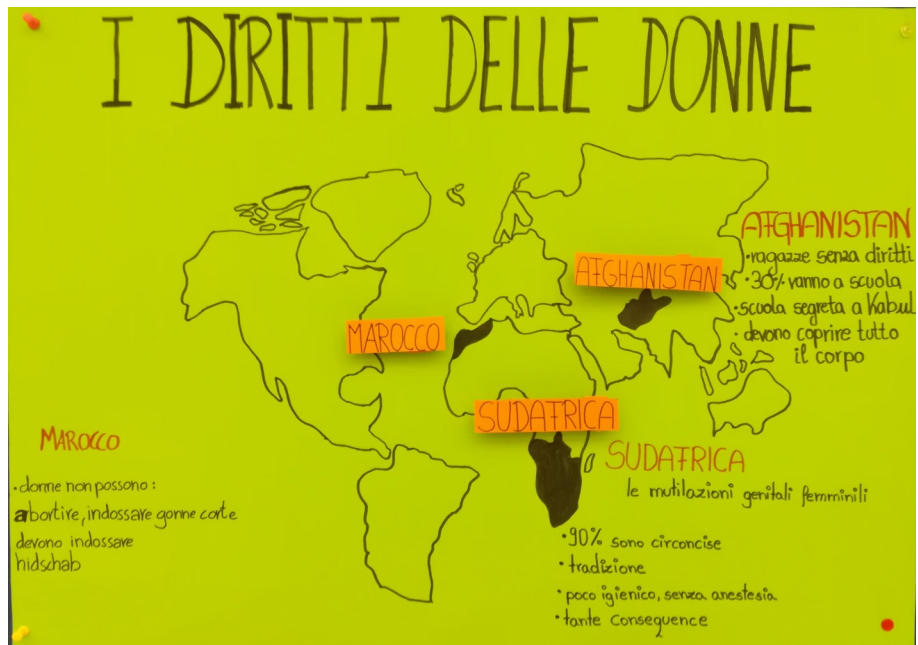 I DIRITTI DELLE DONNE
AFGHANISTAN
MAROCCO
SUDAFRICA
AFGHANISTAN
•ragazze senza diritti
•30% vanno a scuola
•scuola segreta a Kabul
•devono coprire tutto
il corpo
MAROCCO
•donne non possono:
abortire, indossare gonne corte
devono indossare
hidschab
SUDAFRICA
le mutilazioni genitali femminili
•90% sono circoncise
•tradizione
•poco igienico, senza anestesia
•tante consequence